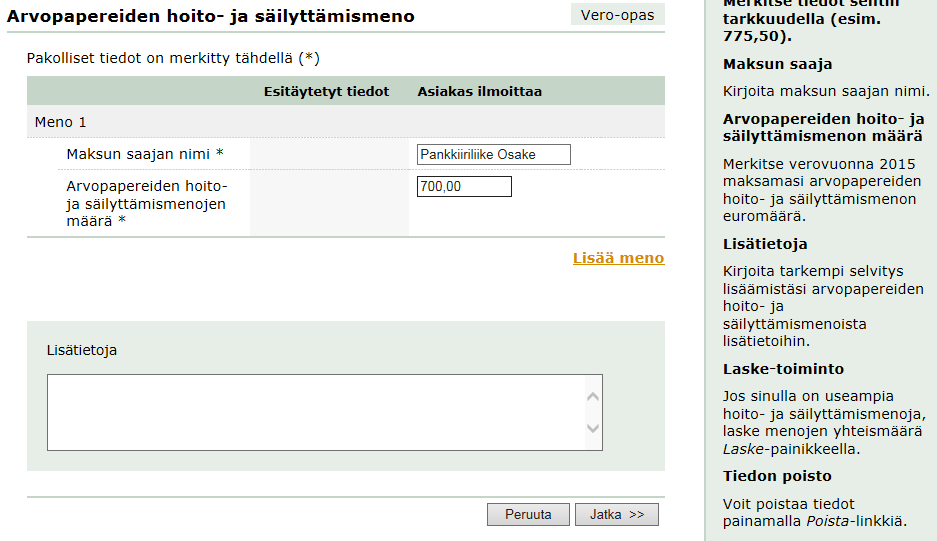 Arvopapereiden hoito- ja säilyttämismeno
Vero-opas
Pakolliset tiedot on merkitty tähdellä (*)
Esitäytetyt tiedot
Asiakas ilmoittaa
Meno 1
Maksun saajan nimi *
Pankkiiriliike Osake
Arvopapereiden hoito-
ja säilyttämismenojen
määrä *
700,00
Lisää meno
Lisätietoja
Peruuta
Jatka >>
Merkitse tiedot sentin
tarkkuudella (esim.
775,50).
Maksun saaja
Kirjoita maksun saajan nimi.
Arvopapereiden hoito- ja
säilyttämismenon määrä
Merkitse verovuonna 2015
maksamasi arvopapereiden
hoito- ja säilyttämismenon
euromäärä.
Lisätietoja
Kirjoita tarkempi selvitys
lisäämistäsi arvopapereiden
hoito- ja
säilyttämismenoista
lisätietoihin.
Laske-toiminto
Jos sinulla on useampia
hoito- ja säilyttämismenoja,
laske menojen yhteismäärä
Laske-painikkeella.
Tiedon poisto
Voit poistaa tiedot
painamalla Poista-linkkiä.